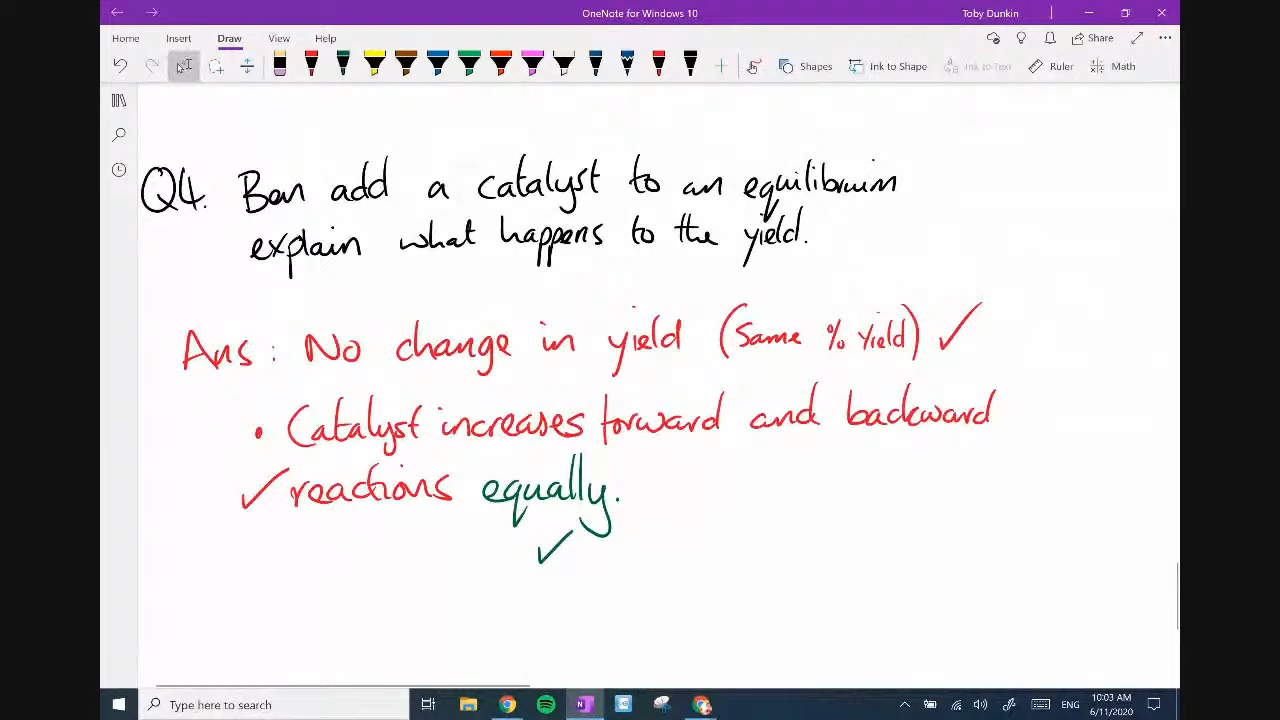 OneNote for Windows 10
Toby Dunkin
Home Insert Draw View Help
Share
Shapes Ink to Shape Ink to Text Ruler Math
Q4. Ben add a catalyst to an equilibrium
explain what happens to the yield.
Ans: No change in yield (Same % Yield) ✓
• Catalyst increases forward and backward
✓ reactions equally.
✓
Type here to search
ENG
10:03 AM
6/11/2020